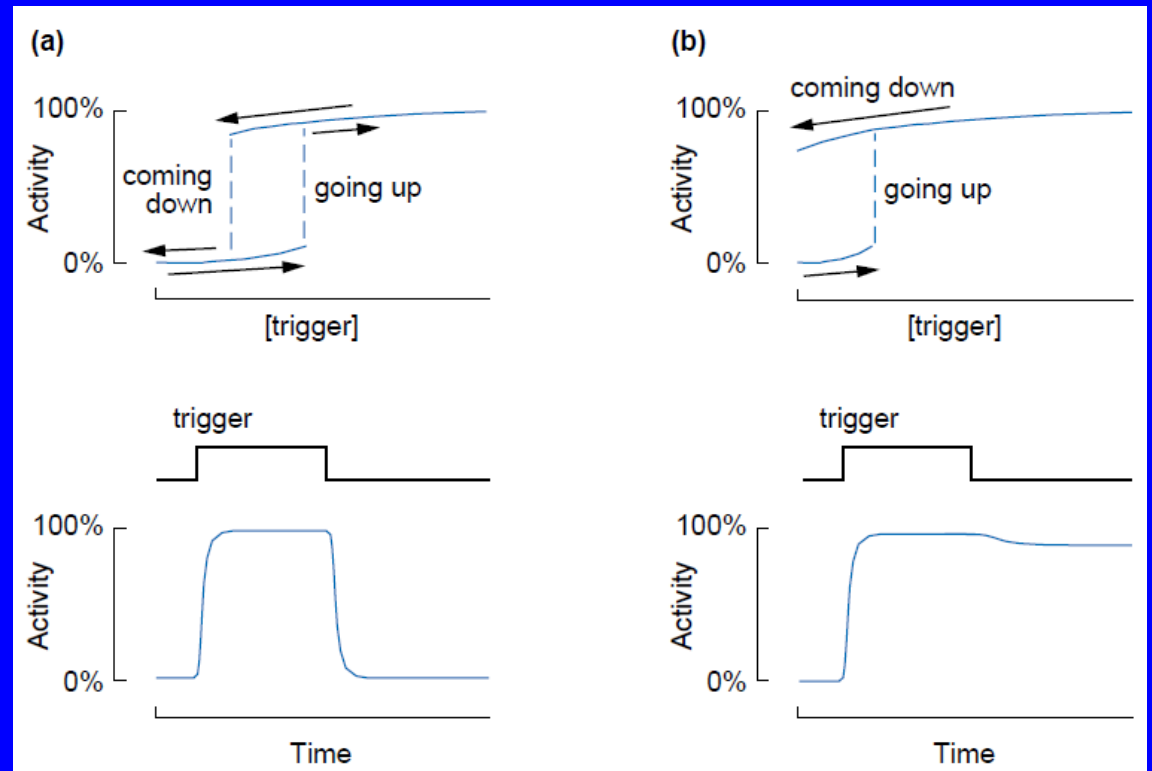 (a)
100%
Activity
0%
coming
down
going up
[trigger]
trigger
100%
Activity
0%
Time
(b)
coming down
100%
Activity
0%
going up
[trigger]
trigger
100%
Activity
0%
Time